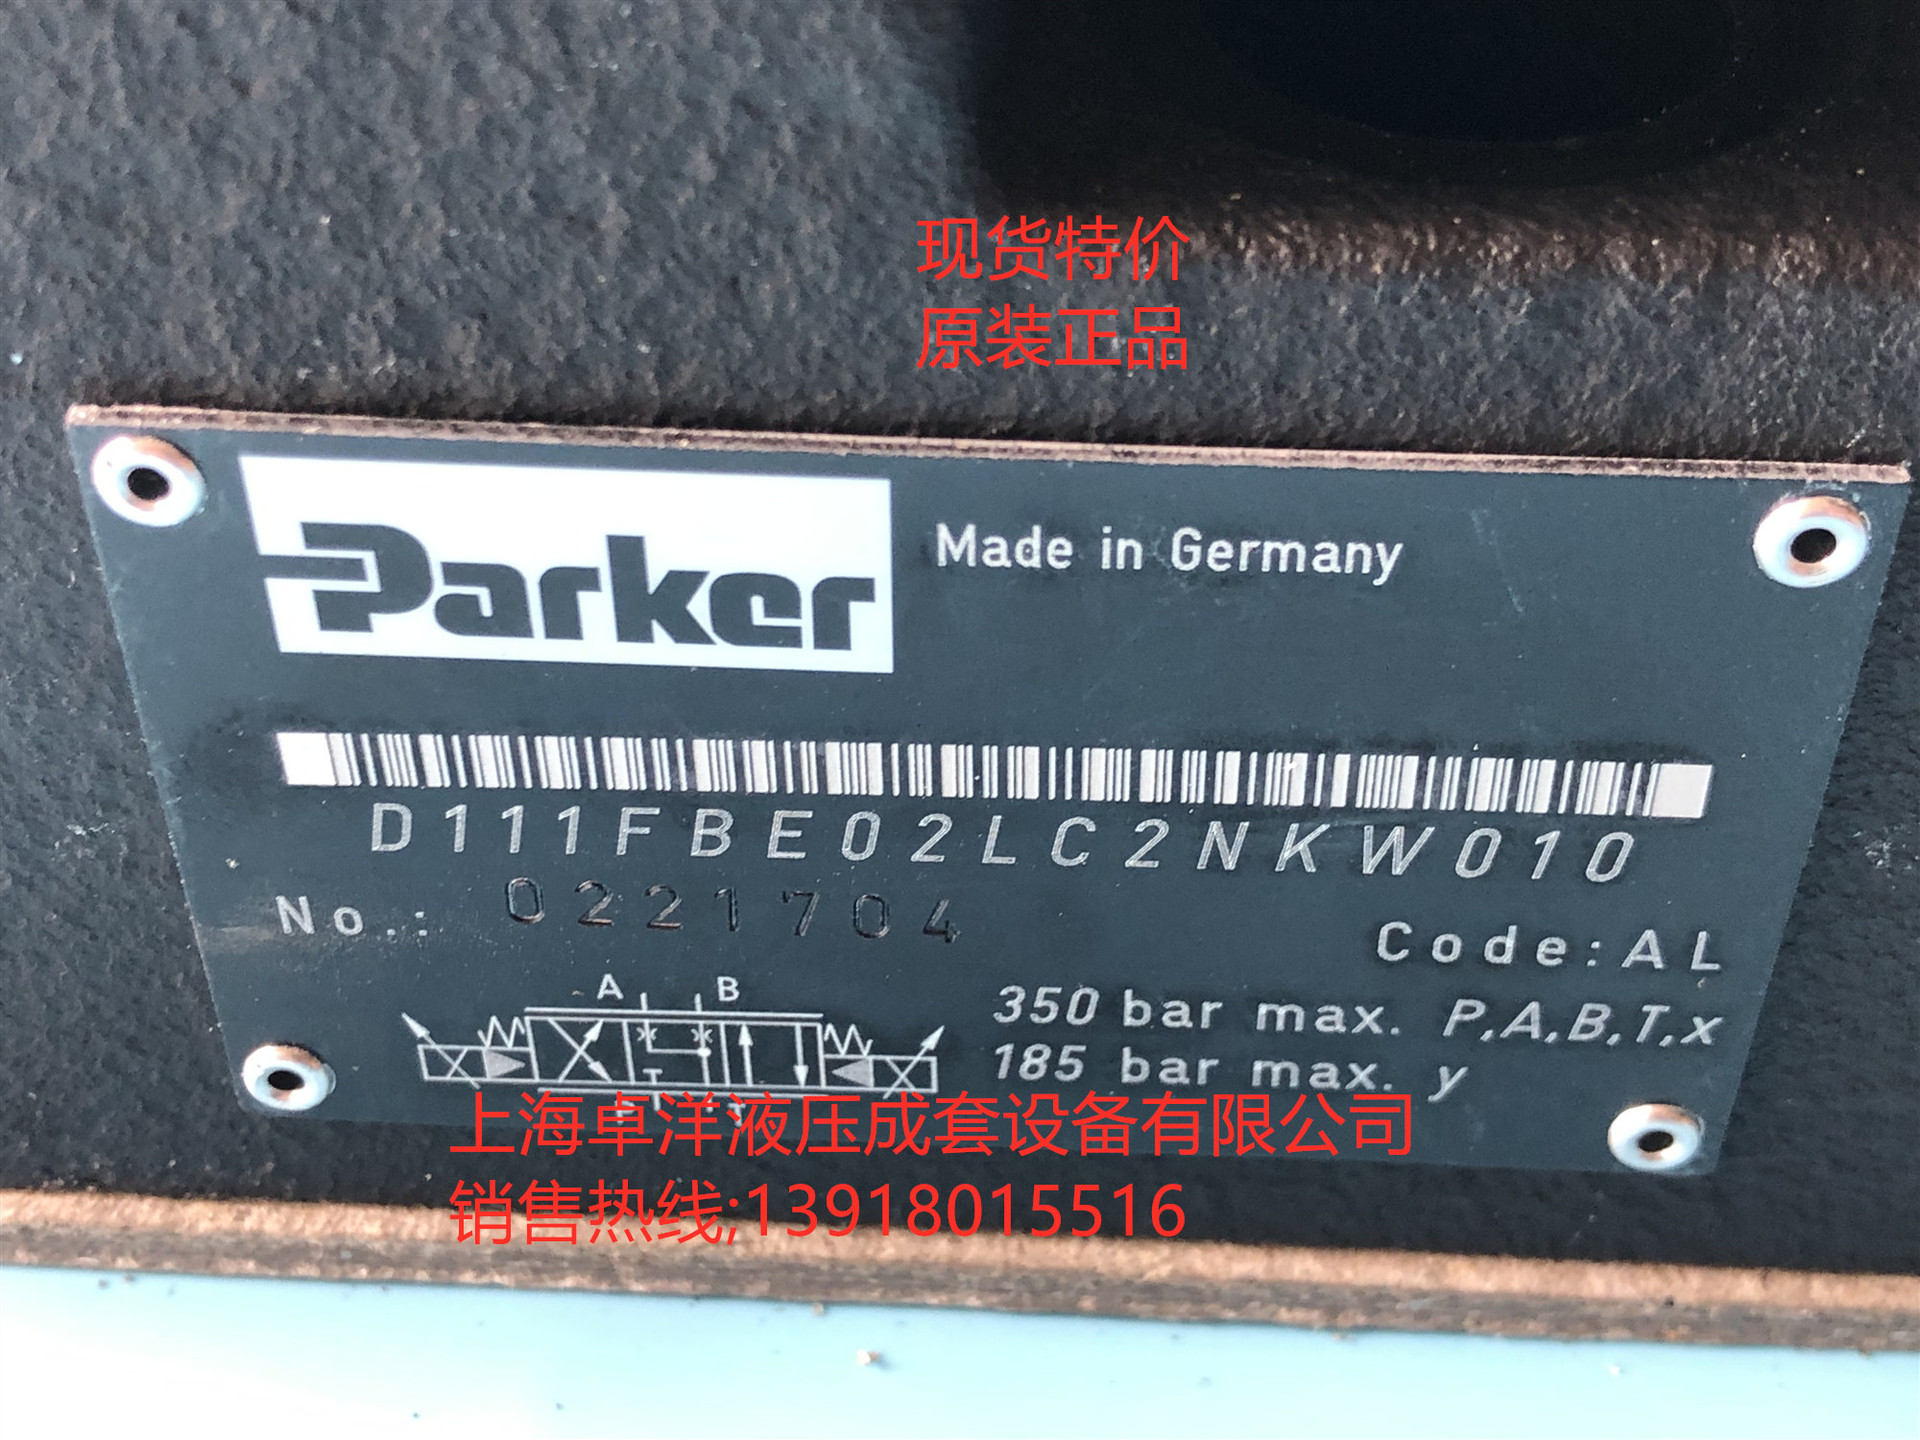 现货特价
原装正品
Parker
Made in Germany
D111FBE02LC2NKW010
No.: 0221704
Code:AL
A B
350 bar max. P,A,B,T,x
185 bar max. y
上海卓洋液压成套设备有限公司
销售热线;13918015516